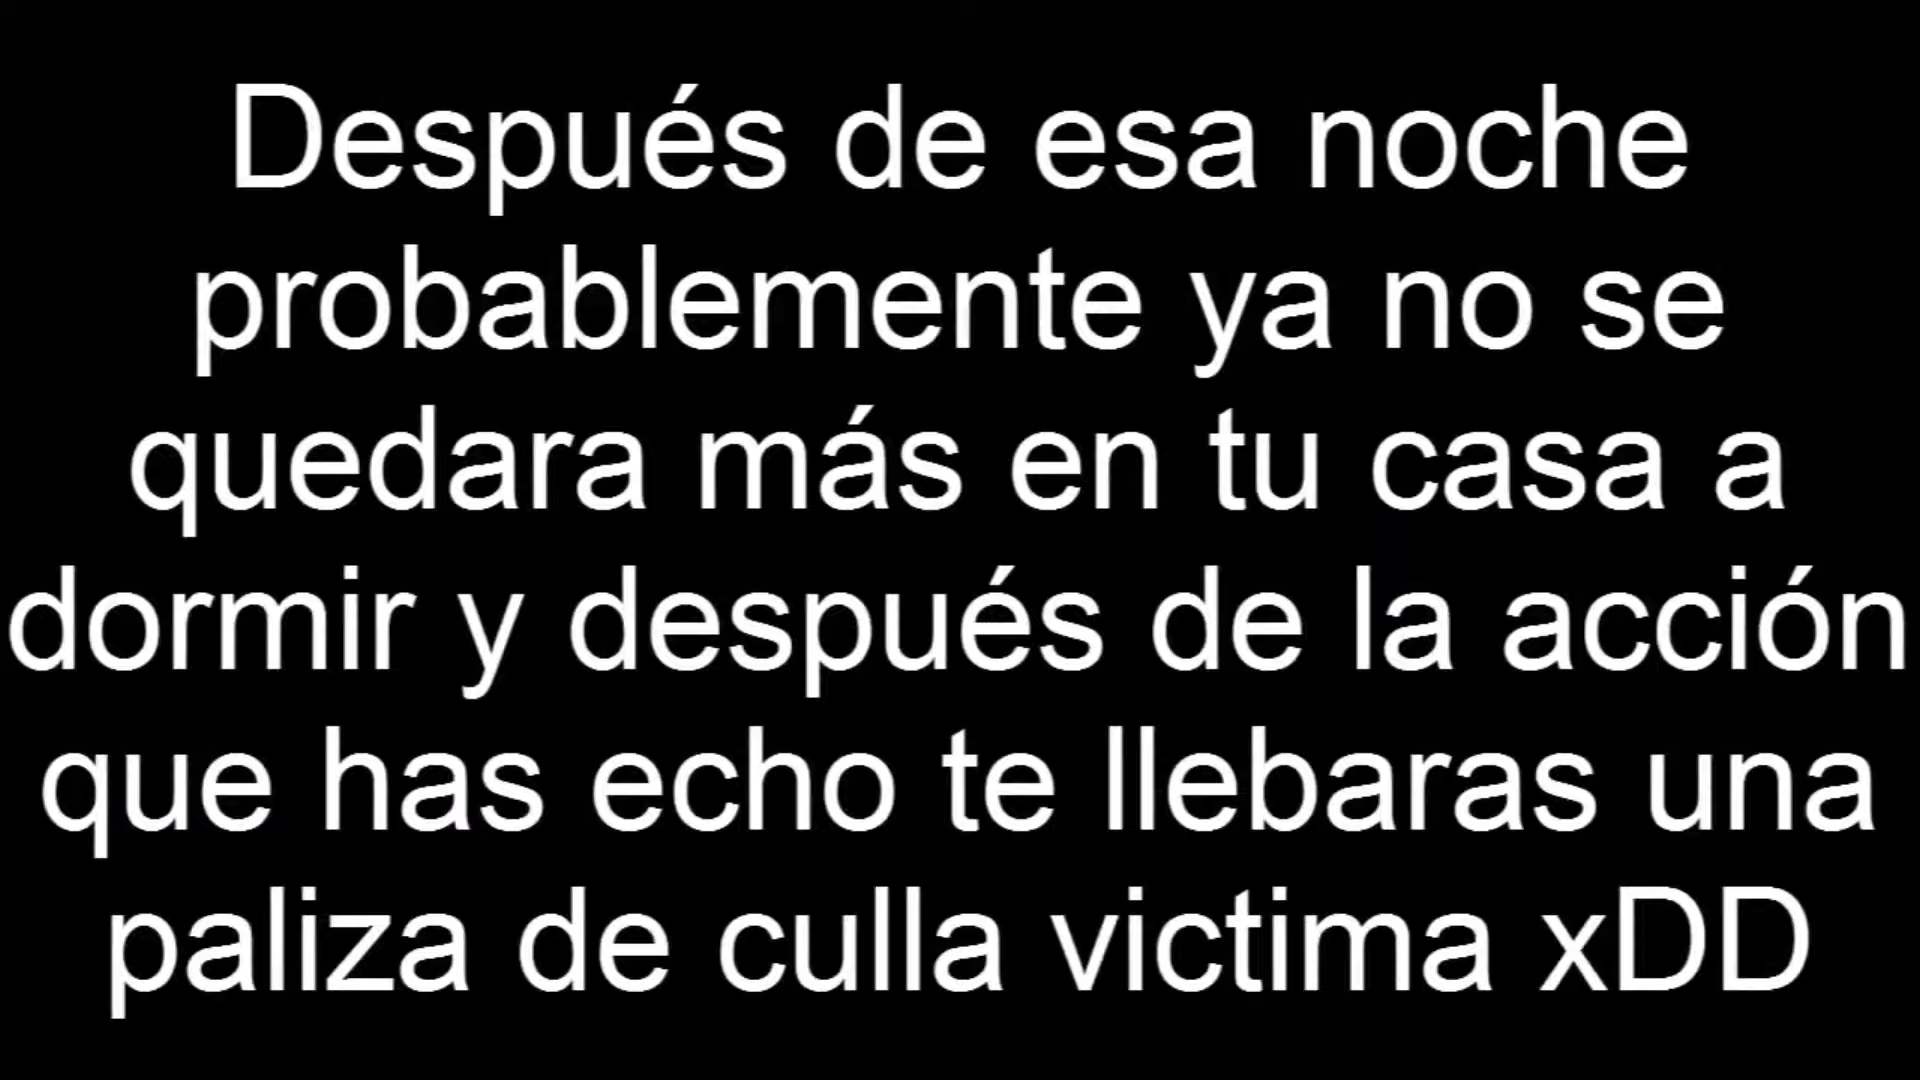 Después de esa noche
probablemente ya no se
quedara más en tu casa a
dormir y después de la acción
que has echo te llebaras una
paliza de culla victima xDD